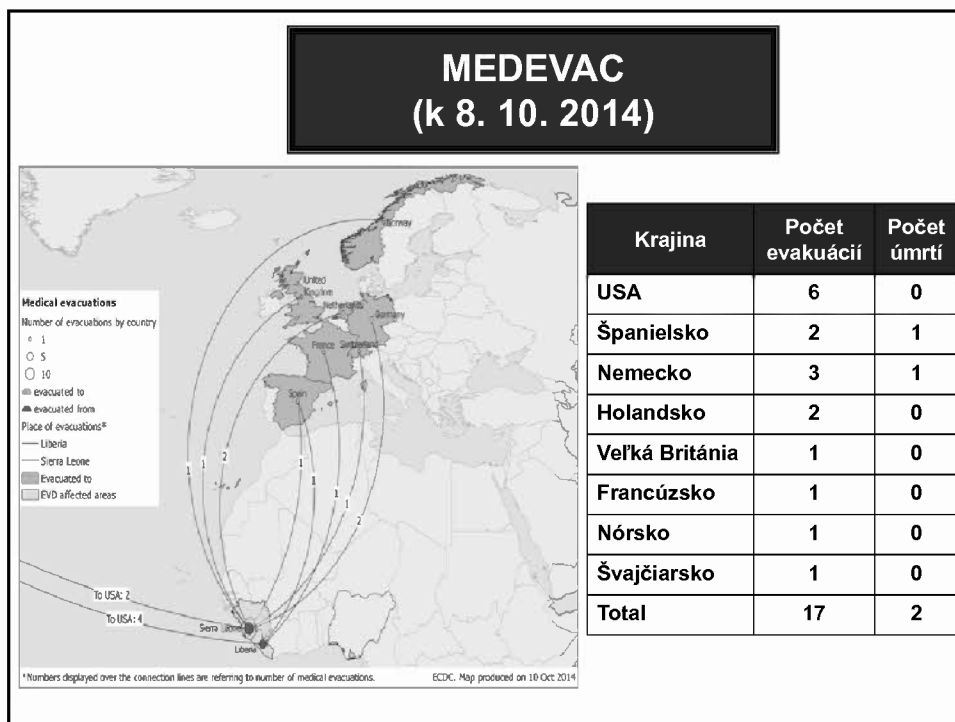 MEDEVAC
(k 8. 10. 2014)
Norway
United
Kingdom
Netherlands
Germany
France
Switzerland
Spain
Medical evacuations
Number of evacuations by country
1
5
10
evacuated to
evacuated from
Place of evacuations*
Liberia
Sierra Leone
Evacuated to
EVD affected areas
1
1
2
1
1
1
1
2
To USA: 2
To USA: 4
Sierra Leone
Liberia
*Numbers displayed over the connection lines are referring to number of medical evacuations.
ECDC. Map produced on 10 Oct 2014
Krajina Počet evakuácií Počet úmrtí
USA 6 0
Španielsko 2 1
Nemecko 3 1
Holandsko 2 0
Veľká Británia 1 0
Francúzsko 1 0
Nórsko 1 0
Švajčiarsko 1 0
Total 17 2